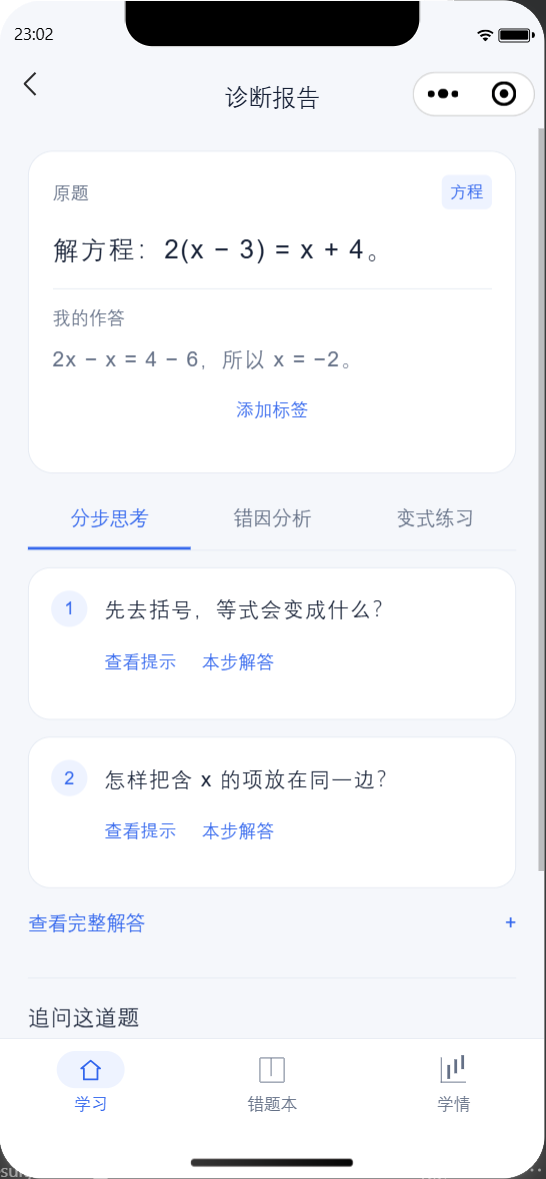 23:02
诊断报告
原题
方程
解方程：2(x − 3) = x + 4。
我的作答
2x − x = 4 − 6，所以 x = −2。
添加标签
分步思考 错因分析 变式练习
1 先去括号，等式会变成什么？
查看提示 本步解答
2 怎样把含 x 的项放在同一边？
查看提示 本步解答
查看完整解答 +
追问这道题
学习 错题本 学情